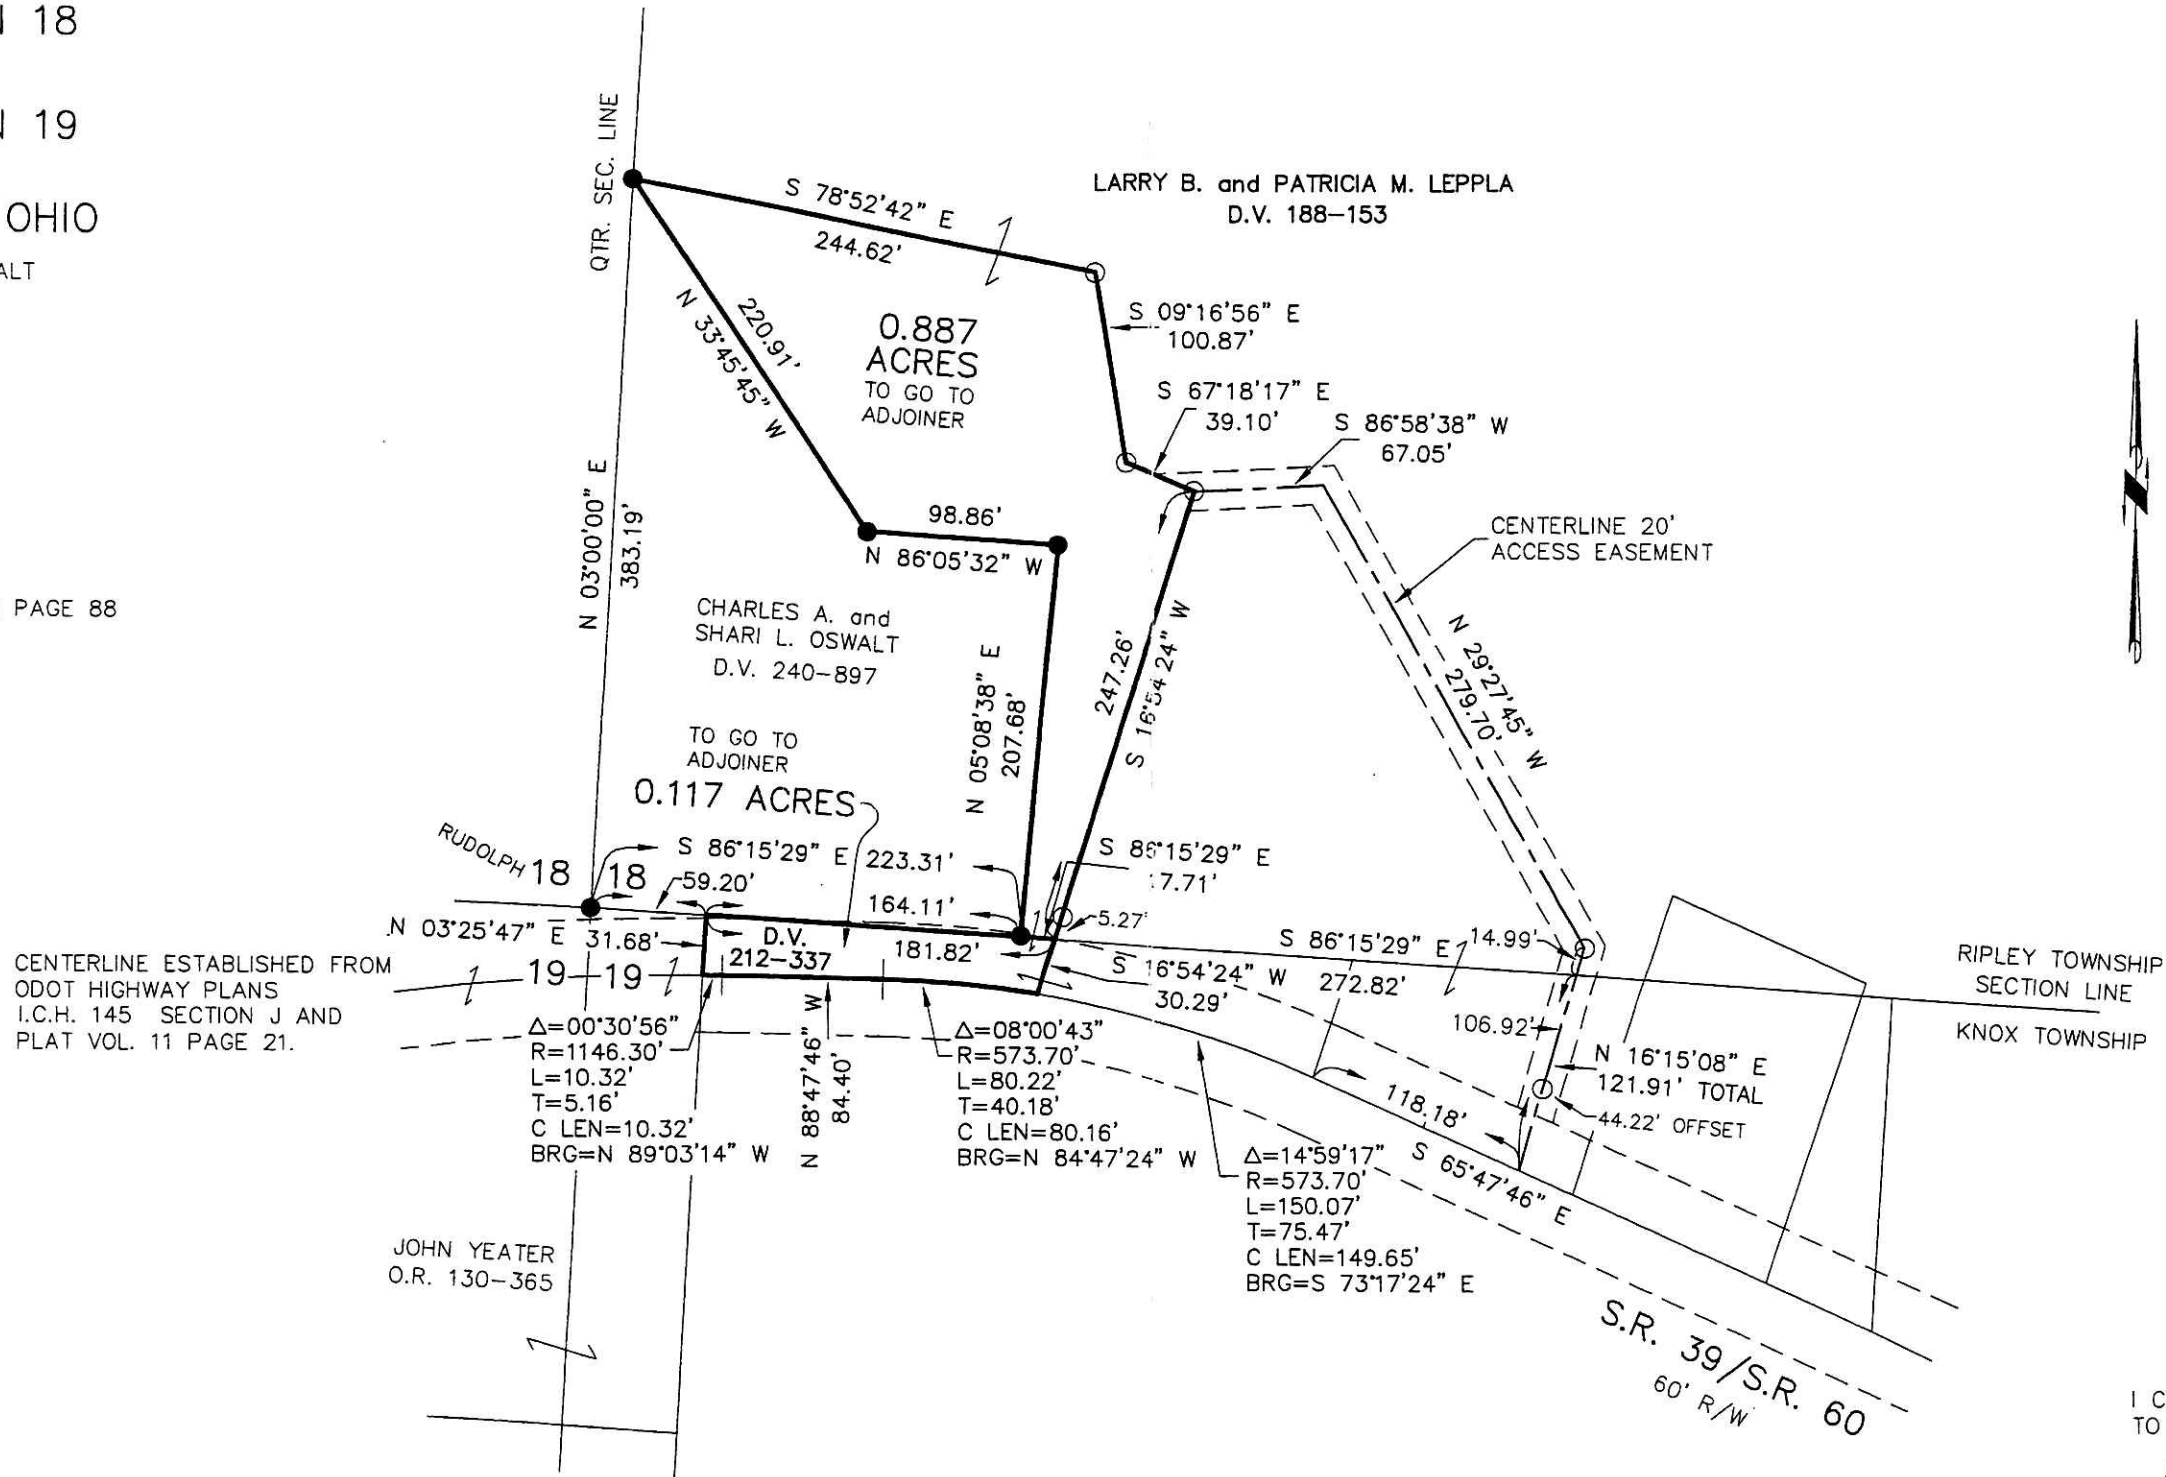 N 18
N 19
OHIO
ALT
PAGE 88
QTR. SEC. LINE
S 78°52'42" E
244.62'
LARRY B. and PATRICIA M. LEPPLA
D.V. 188-153
S 09°16'56" E
100.87'
220.91'
N 33°45'45" W
0.887
ACRES
TO GO TO
ADJOINER
S 67°18'17" E
39.10'
S 86°58'38" W
67.05'
CENTERLINE 20'
ACCESS EASEMENT
N 03°00'00" E
383.19'
98.86'
N 86°05'32" W
CHARLES A. and
SHARI L. OSWALT
D.V. 240-897
N 05°08'38" E
207.68'
247.26'
S 16°54'24" W
N 29°27'45" W
279.70'
TO GO TO
ADJOINER
0.117 ACRES
RUDOLPH
18
18
S 86°15'29" E
223.31'
59.20'
164.11'
S 86°15'29" E
7.71'
5.27'
N 03°25'47" E
31.68'
D.V.
212-337
181.82'
S 86°15'29" E
272.82'
14.99'
S 16°54'24" W
30.29'
RIPLEY TOWNSHIP
SECTION LINE
KNOX TOWNSHIP
CENTERLINE ESTABLISHED FROM
ODOT HIGHWAY PLANS
I.C.H. 145 SECTION J AND
PLAT VOL. 11 PAGE 21.
19
19
Δ=00°30'56"
R=1146.30'
L=10.32'
T=5.16'
C LEN=10.32'
BRG=N 89°03'14" W
N 88°47'46" W
84.40'
Δ=08°00'43"
R=573.70'
L=80.22'
T=40.18'
C LEN=80.16'
BRG=N 84°47'24" W
106.92'
N 16°15'08" E
121.91' TOTAL
44.22' OFFSET
118.18'
S 65°47'46" E
Δ=14°59'17"
R=573.70'
L=150.07'
T=75.47'
C LEN=149.65'
BRG=S 73°17'24" E
JOHN YEATER
O.R. 130-365
S.R. 39/S.R. 60
60' R/W
I C
TO